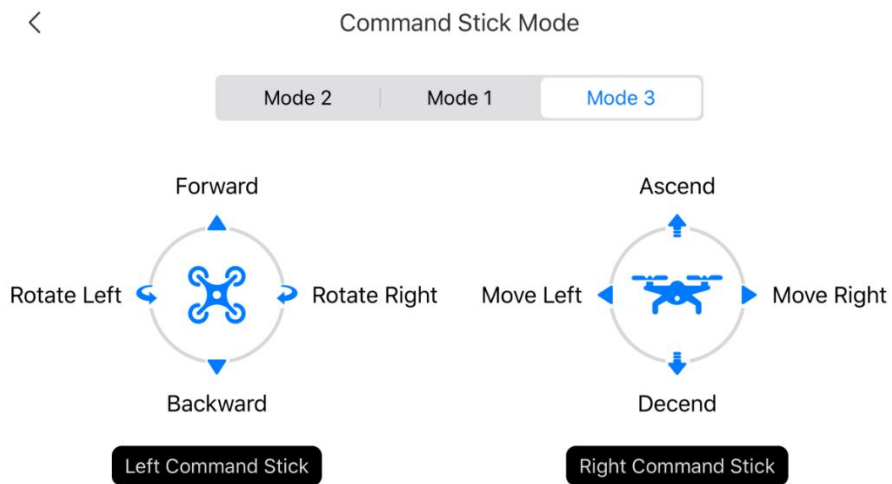 Command Stick Mode
Mode 2 Mode 1 Mode 3
Forward Ascend
Rotate Left Rotate Right Move Left Move Right
Backward Decend
Left Command Stick Right Command Stick